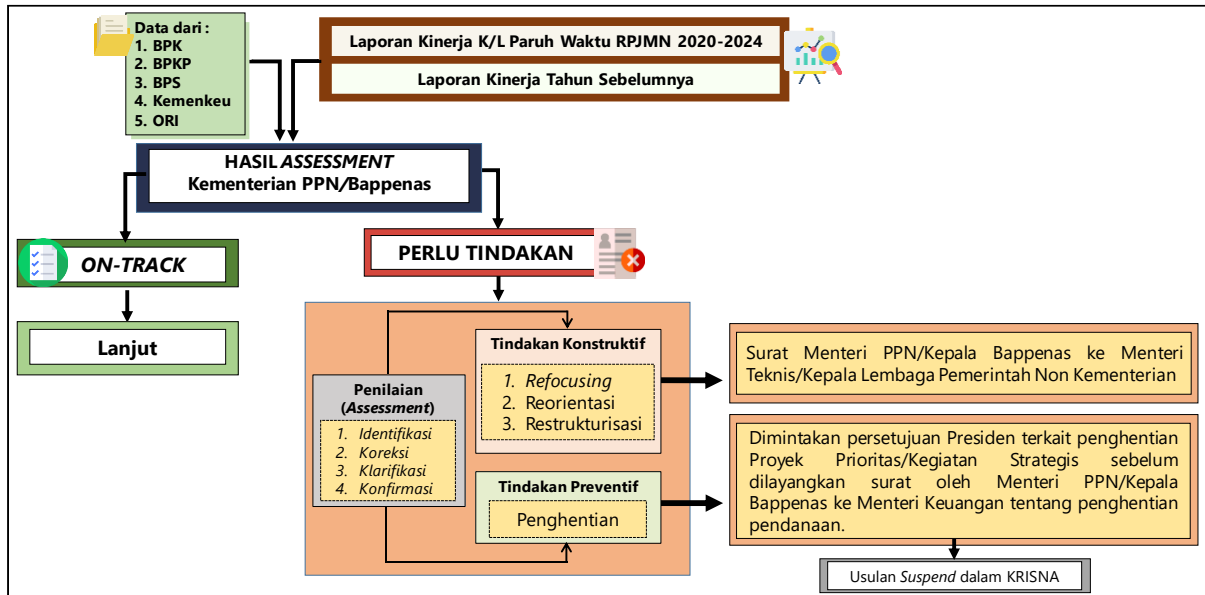 Data dari :
1. BPK
2. BPKP
3. BPS
4. Kemenkeu
5. ORI
Laporan Kinerja K/L Paruh Waktu RPJMN 2020-2024
Laporan Kinerja Tahun Sebelumnya
HASIL ASSESSMENT
Kementerian PPN/Bappenas
ON-TRACK
Lanjut
PERLU TINDAKAN
Penilaian
(Assessment)
1. Identifikasi
2. Koreksi
3. Klarifikasi
4. Konfirmasi
Tindakan Konstruktif
1. Refocusing
2. Reorientasi
3. Restrukturisasi
Tindakan Preventif
Penghentian
Surat Menteri PPN/Kepala Bappenas ke Menteri
Teknis/Kepala Lembaga Pemerintah Non Kementerian
Dimintakan persetujuan Presiden terkait penghentian
Proyek Prioritas/Kegiatan Strategis sebelum
dilayangkan surat oleh Menteri PPN/Kepala
Bappenas ke Menteri Keuangan tentang penghentian
pendanaan.
Usulan Suspend dalam KRISNA